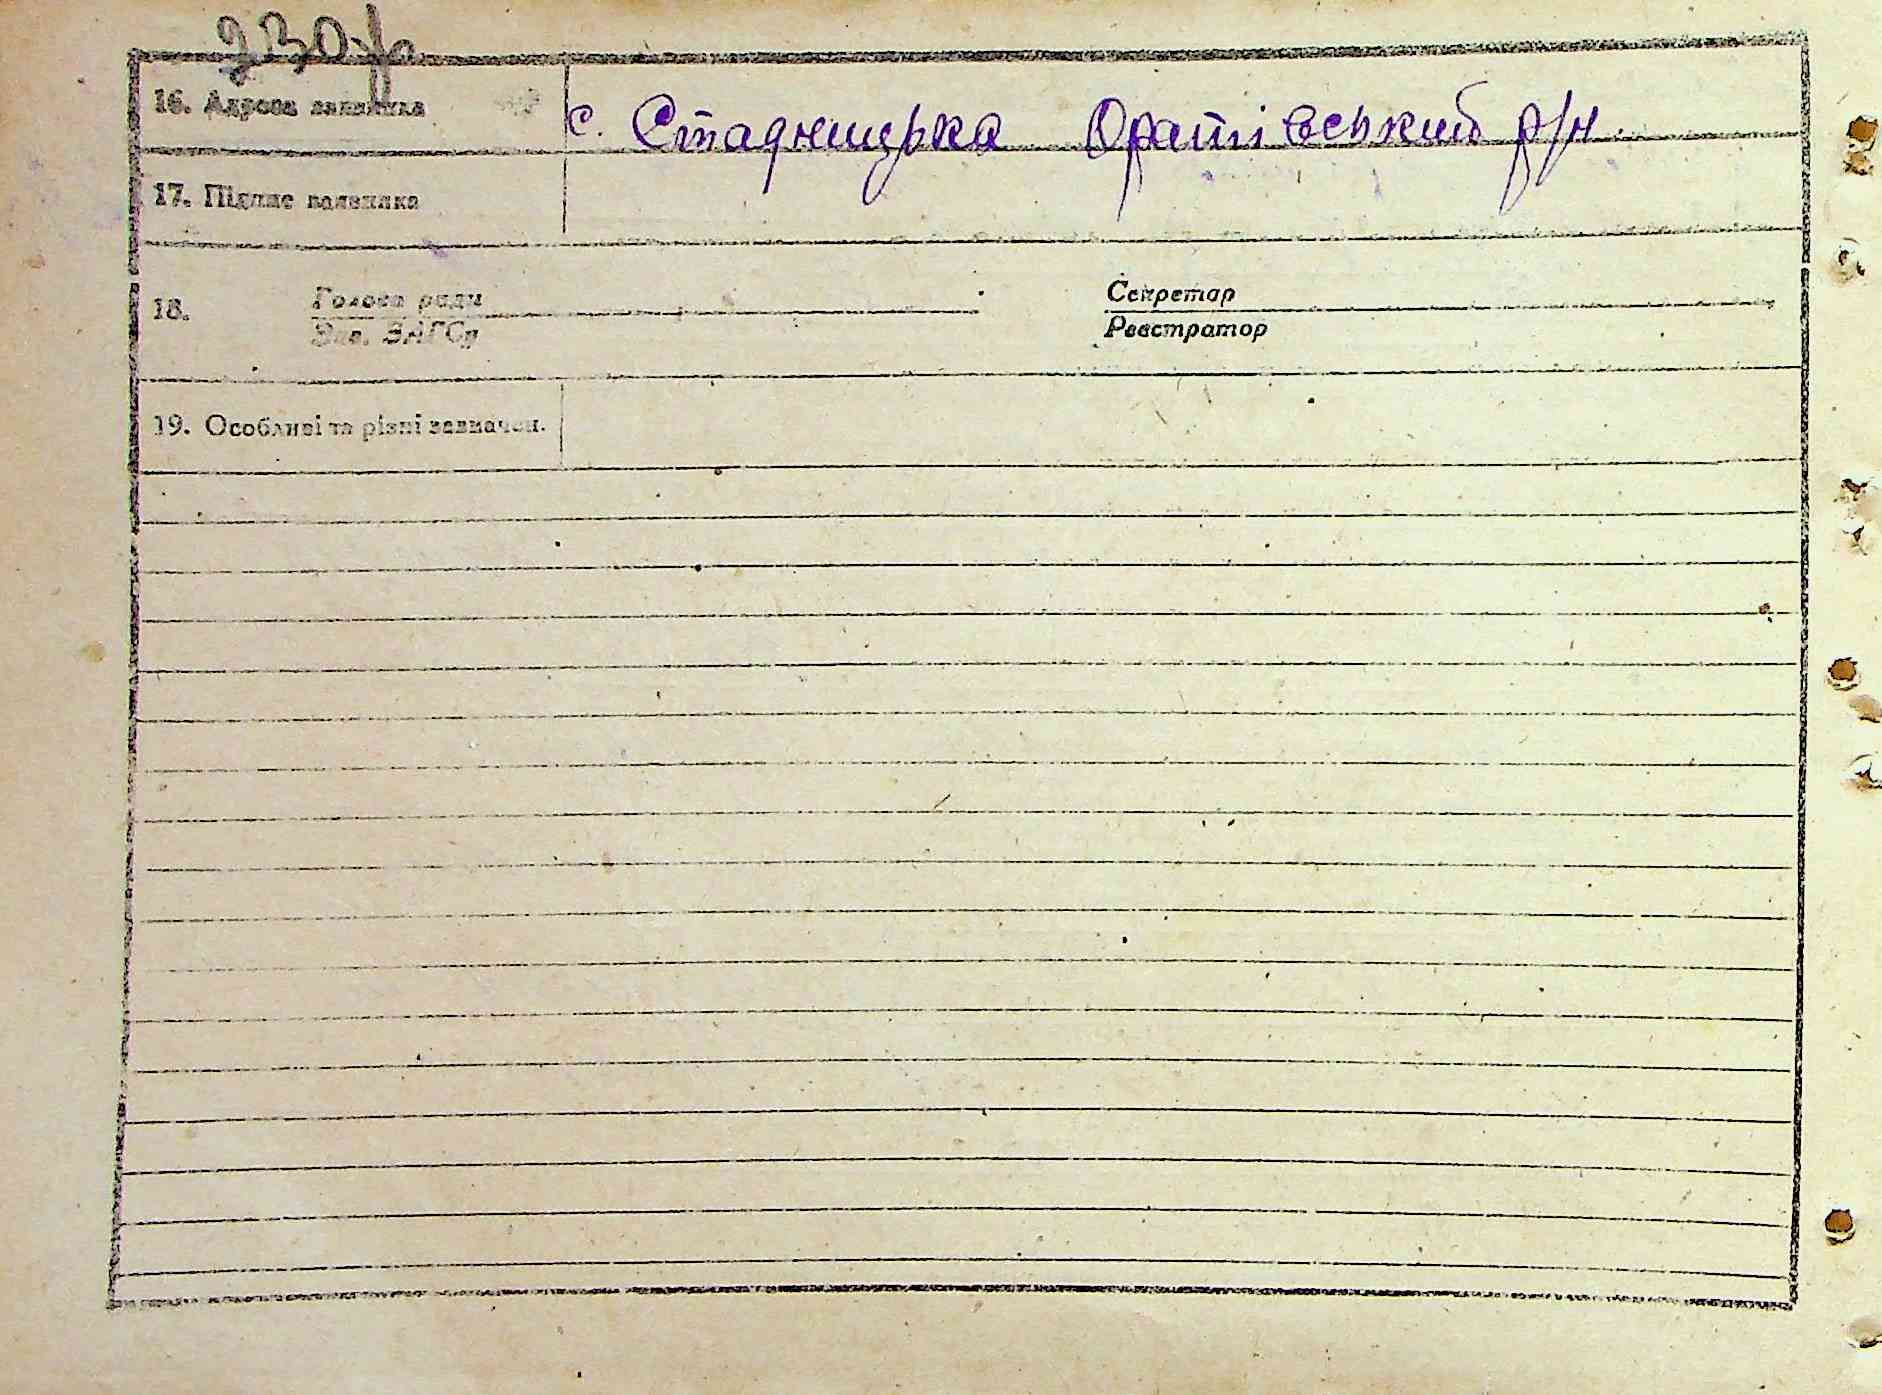 230 зв
16. Адреса заявника с. Стадницька Оратівський р/н.
17. Підпис заявника
18. Голова ради Секретар
Зав. ЗАГСу Реєстратор
19. Особливі та різні зазначен.